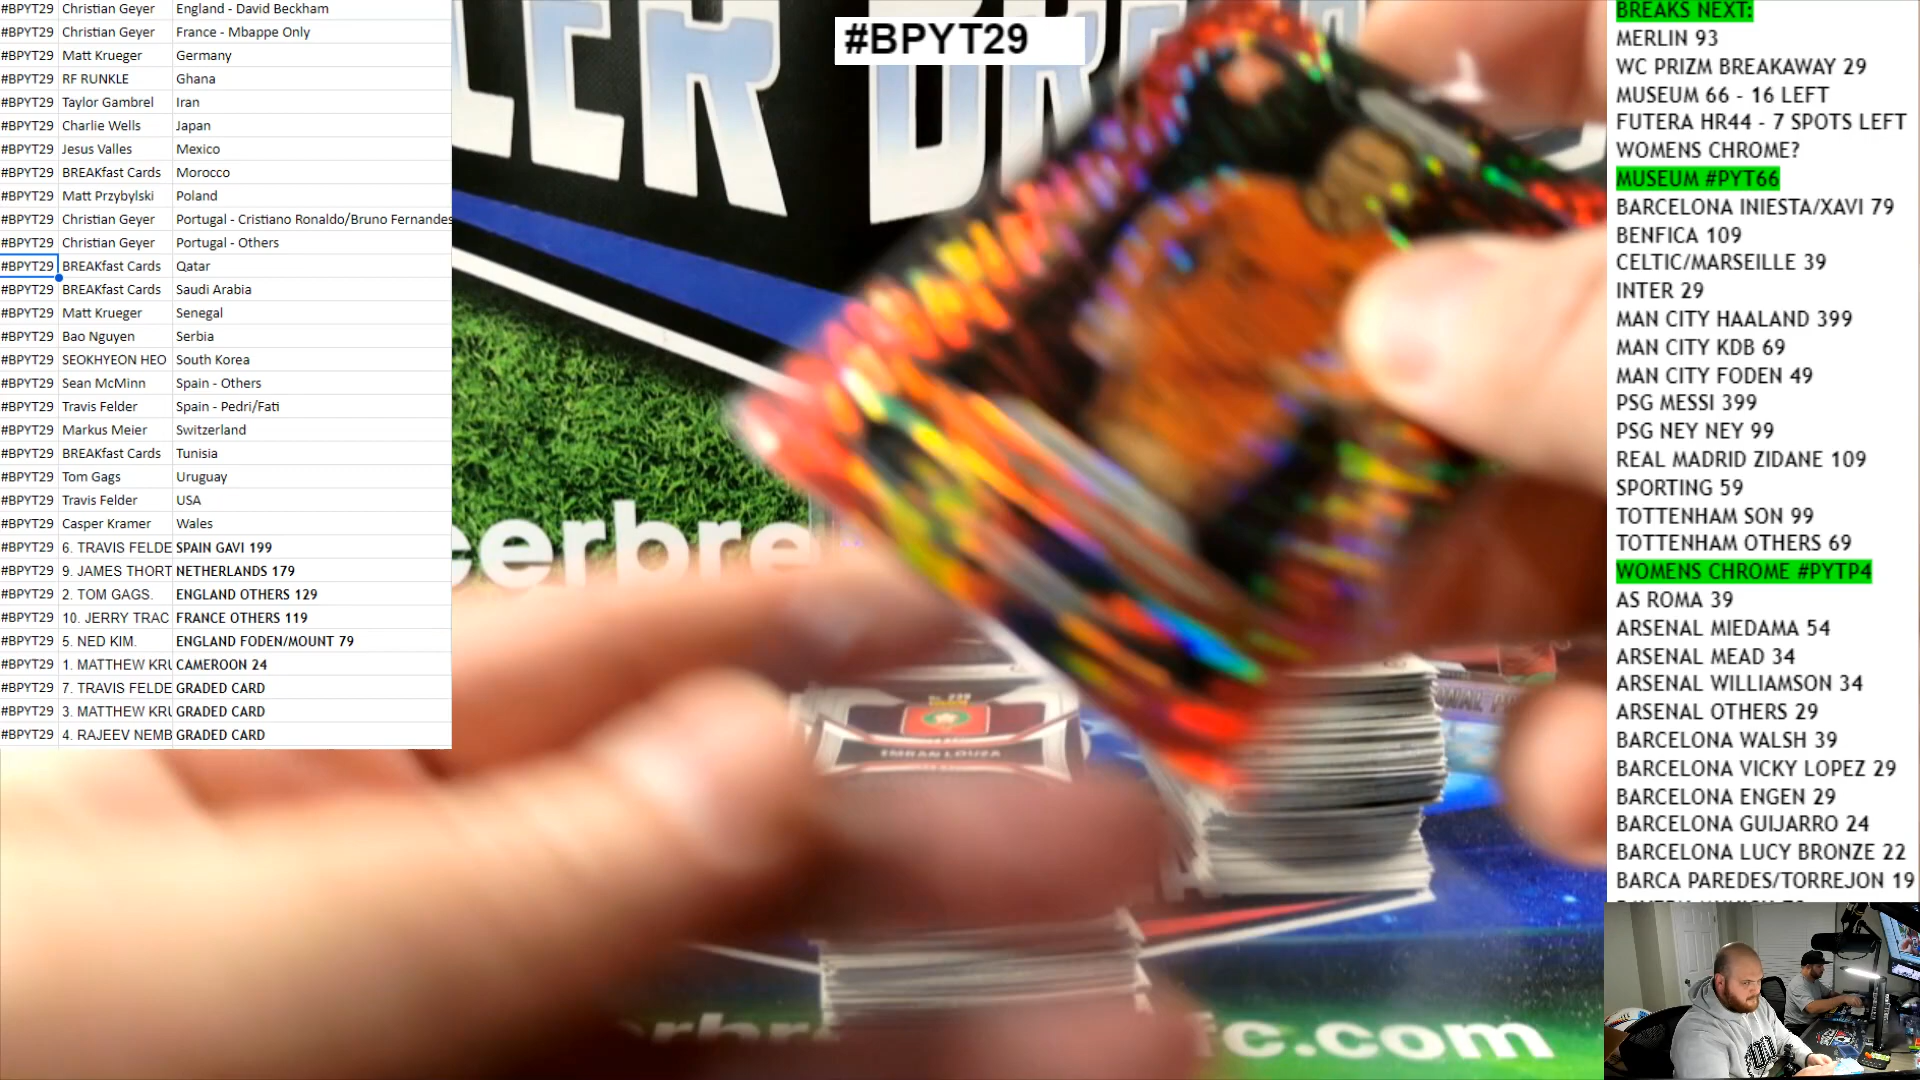 #BPYT29 Christian Geyer England - David Beckham
#BPYT29 Christian Geyer France - Mbappe Only
#BPYT29 Matt Krueger Germany
#BPYT29 RF RUNKLE Ghana
#BPYT29 Taylor Gambrel Iran
#BPYT29 Charlie Wells Japan
#BPYT29 Jesus Valles Mexico
#BPYT29 BREAKfast Cards Morocco
#BPYT29 Matt Przybylski Poland
#BPYT29 Christian Geyer Portugal - Cristiano Ronaldo/Bruno Fernandes
#BPYT29 Christian Geyer Portugal - Others
#BPYT29 BREAKfast Cards Qatar
#BPYT29 BREAKfast Cards Saudi Arabia
#BPYT29 Matt Krueger Senegal
#BPYT29 Bao Nguyen Serbia
#BPYT29 SEOKHYEON HEO South Korea
#BPYT29 Sean McMinn Spain - Others
#BPYT29 Travis Felder Spain - Pedri/Fati
#BPYT29 Markus Meier Switzerland
#BPYT29 BREAKfast Cards Tunisia
#BPYT29 Tom Gags Uruguay
#BPYT29 Travis Felder USA
#BPYT29 Casper Kramer Wales
#BPYT29 6. TRAVIS FELDE SPAIN GAVI 199
#BPYT29 9. JAMES THORT NETHERLANDS 179
#BPYT29 2. TOM GAGS. ENGLAND OTHERS 129
#BPYT29 10. JERRY TRAC FRANCE OTHERS 119
#BPYT29 5. NED KIM. ENGLAND FODEN/MOUNT 79
#BPYT29 1. MATTHEW KRU CAMEROON 24
#BPYT29 7. TRAVIS FELDE GRADED CARD
#BPYT29 3. MATTHEW KRU GRADED CARD
#BPYT29 4. RAJEEV NEMB GRADED CARD
#BPYT29
LER BREA
cerbre
IMRAN LOUZA
erbr
fc.com
BREAKS NEXT:
MERLIN 93
WC PRIZM BREAKAWAY 29
MUSEUM 66 - 16 LEFT
FUTERA HR44 - 7 SPOTS LEFT
WOMENS CHROME?
MUSEUM #PYT66
BARCELONA INIESTA/XAVI 79
BENFICA 109
CELTIC/MARSEILLE 39
INTER 29
MAN CITY HAALAND 399
MAN CITY KDB 69
MAN CITY FODEN 49
PSG MESSI 399
PSG NEY NEY 99
REAL MADRID ZIDANE 109
SPORTING 59
TOTTENHAM SON 99
TOTTENHAM OTHERS 69
WOMENS CHROME #PYTP4
AS ROMA 39
ARSENAL MIEDAMA 54
ARSENAL MEAD 34
ARSENAL WILLIAMSON 34
ARSENAL OTHERS 29
BARCELONA WALSH 39
BARCELONA VICKY LOPEZ 29
BARCELONA ENGEN 29
BARCELONA GUIJARRO 24
BARCELONA LUCY BRONZE 22
BARCA PAREDES/TORREJON 19